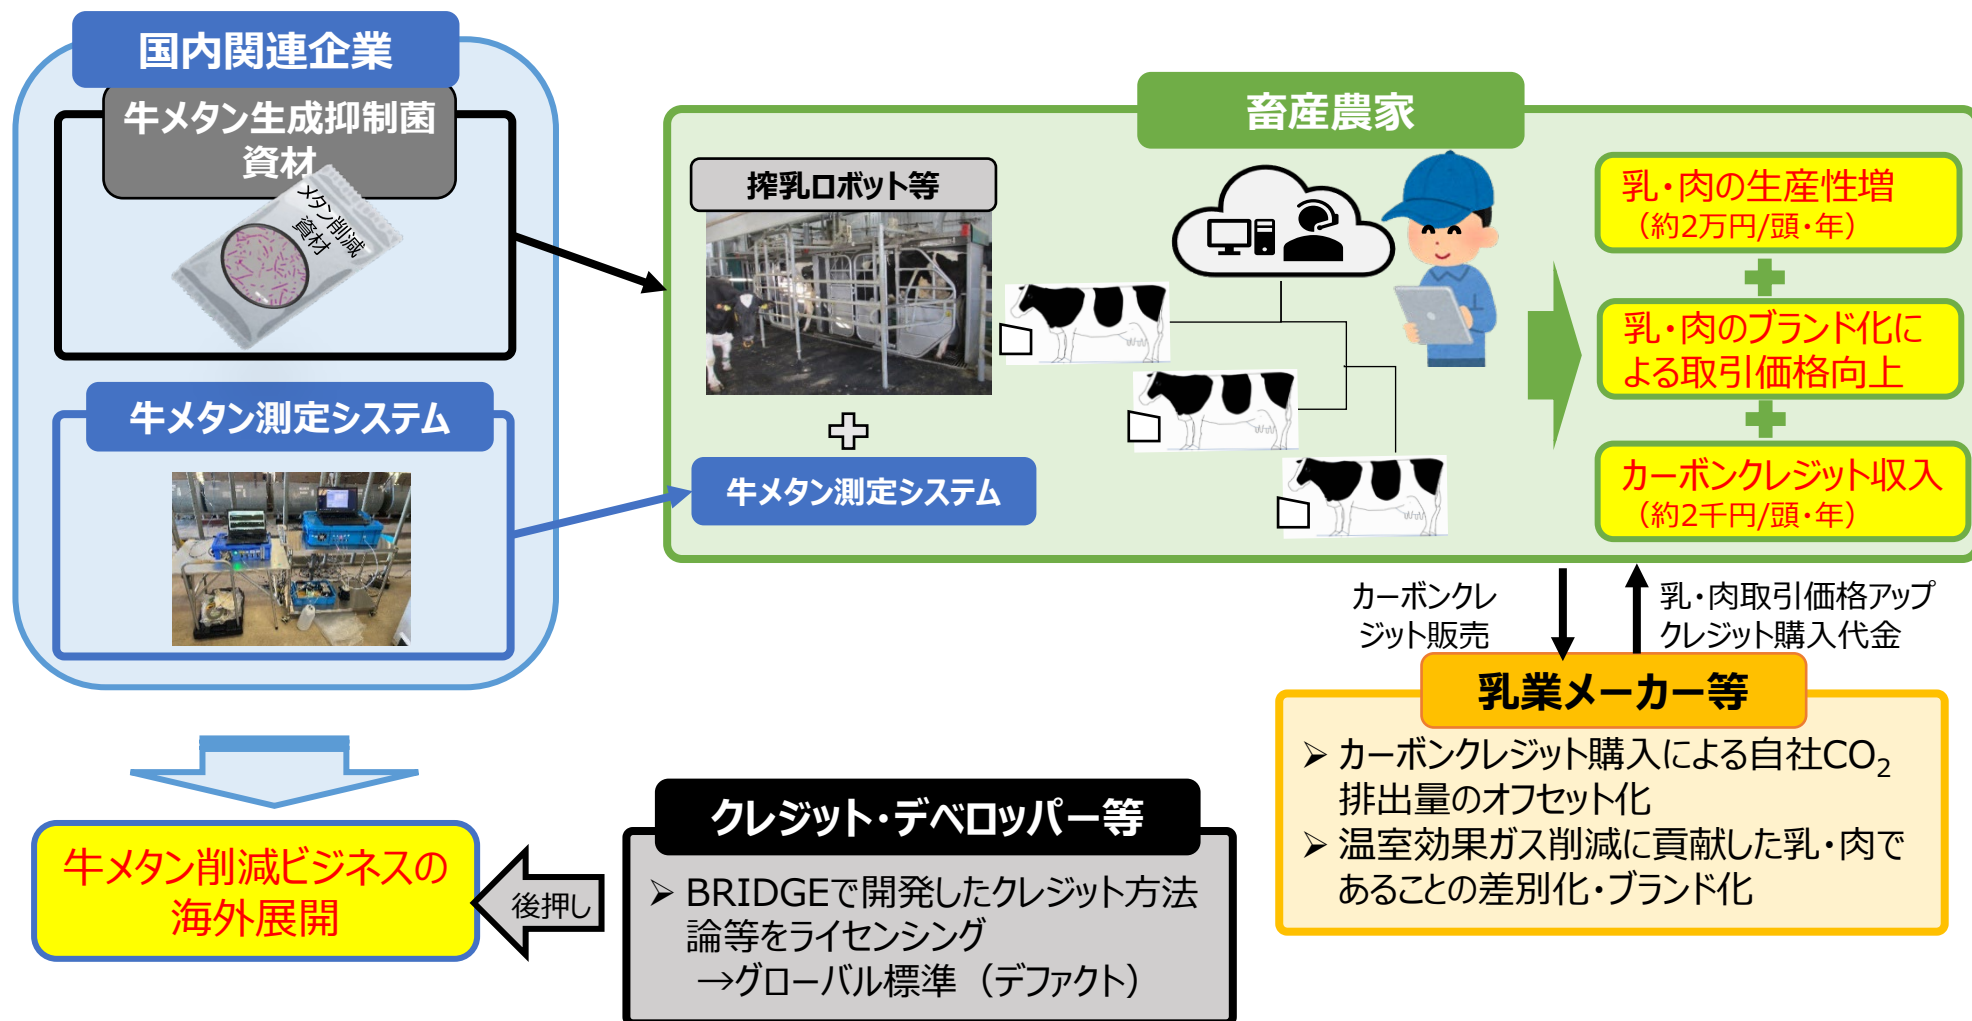 国内関連企業
牛メタン生成抑制菌
資材
メタン削減
資材
牛メタン測定システム
畜産農家
搾乳ロボット等
牛メタン測定システム
乳・肉の生産性増
（約2万円/頭・年）
乳・肉のブランド化に
よる取引価格向上
カーボンクレジット収入
（約2千円/頭・年）
カーボンクレ
ジット販売
乳・肉取引価格アップ
クレジット購入代金
乳業メーカー等
➢ カーボンクレジット購入による自社CO₂
排出量のオフセット化
➢ 温室効果ガス削減に貢献した乳・肉で
あることの差別化・ブランド化
牛メタン削減ビジネスの
海外展開
後押し
クレジット・デベロッパー等
➢ BRIDGEで開発したクレジット方法
論等をライセンシング
→グローバル標準（デファクト）